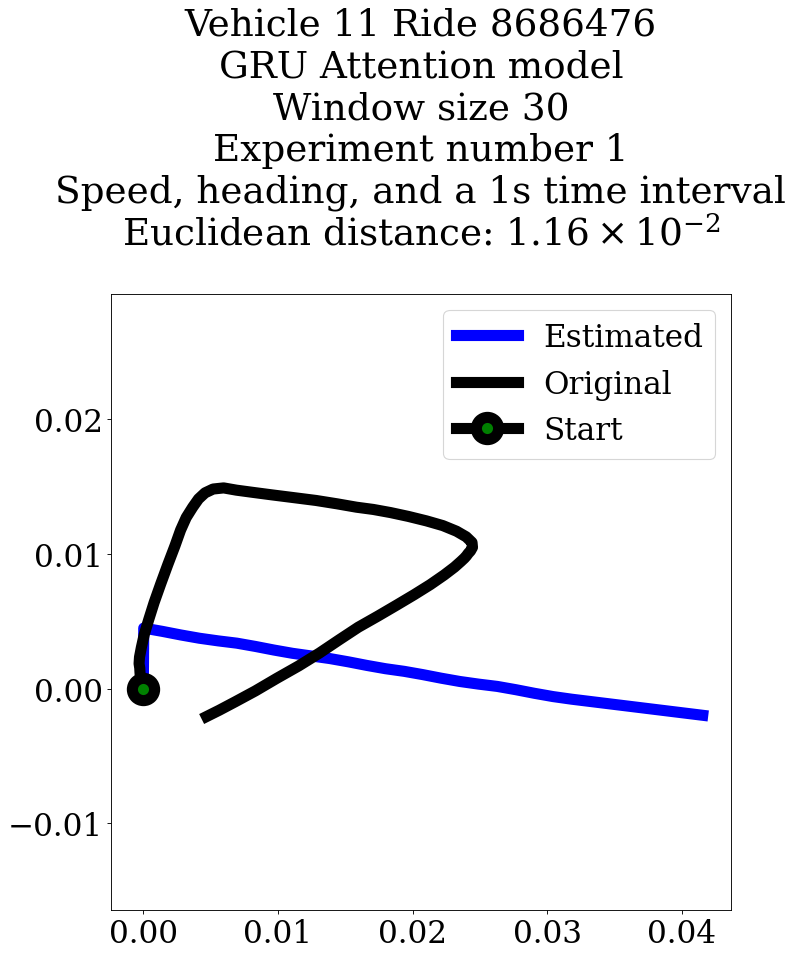 Vehicle 11 Ride 8686476
GRU Attention model
Window size 30
Experiment number 1
Speed, heading, and a 1s time interval
Euclidean distance: 1.16 × 10⁻²
Estimated
Original
Start
0.02
0.01
0.00
−0.01
0.00 0.01 0.02 0.03 0.04